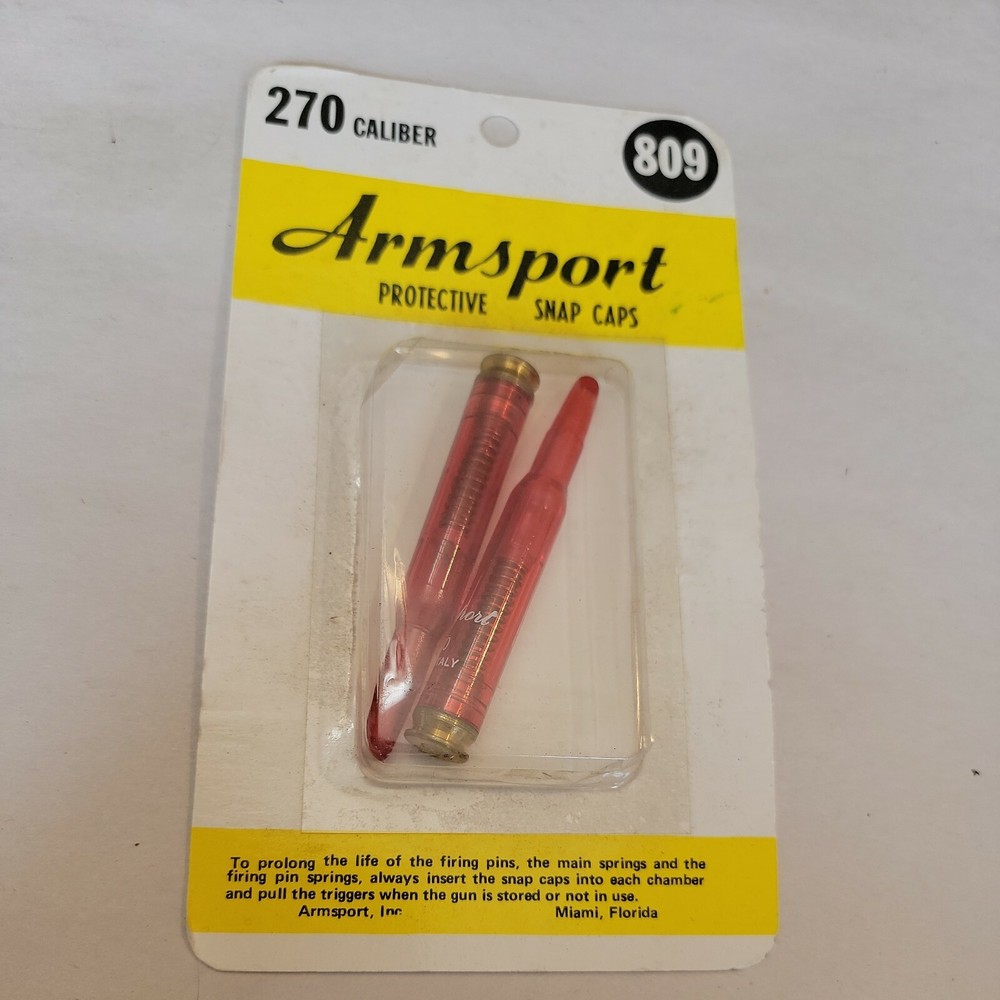 270 CALIBER
809
Armsport
PROTECTIVE SNAP CAPS
To prolong the life of the firing pins, the main springs and the
firing pin springs, always insert the snap caps into each chamber
and pull the triggers when the gun is stored or not in use.
Armsport, Inc Miami, Florida